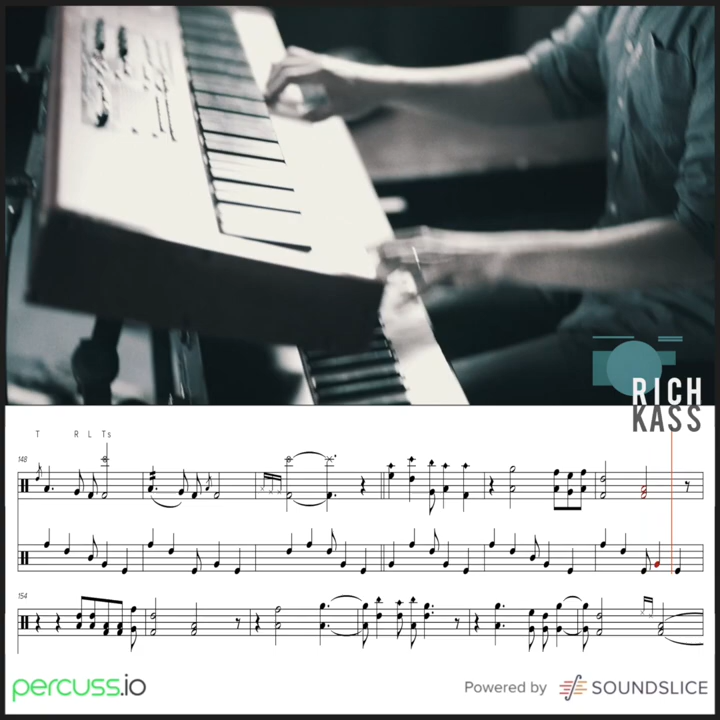 RICH
KASS
T R L Ts
148
154
percuss.io
Powered by SOUNDSLICE